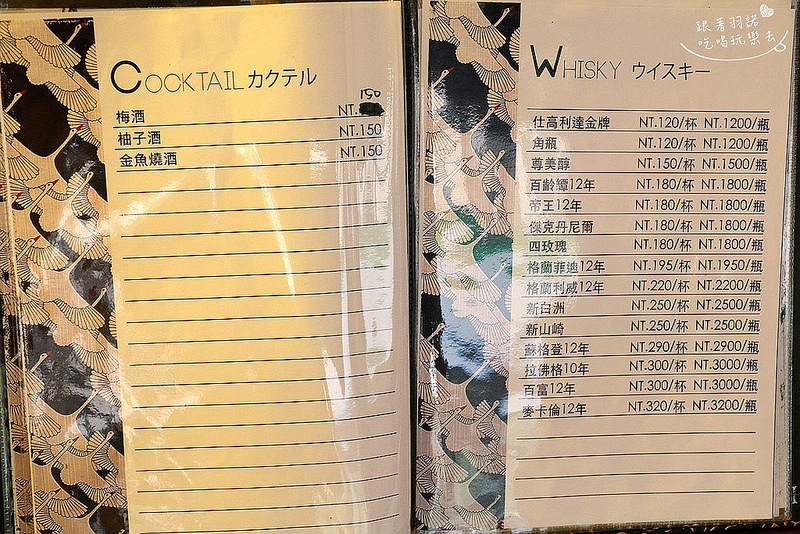 COCKTAIL カクテル
150
梅酒 NT.
柚子酒 NT.150
金魚燒酒 NT.150
跟著羽諾
吃喝玩樂去
WHISKY ウイスキー
仕高利達金牌 NT.120/杯 NT.1200/瓶
角瓶 NT.120/杯 NT.1200/瓶
尊美醇 NT.150/杯 NT.1500/瓶
百齡罈12年 NT.180/杯 NT.1800/瓶
帝王12年 NT.180/杯 NT.1800/瓶
傑克丹尼爾 NT.180/杯 NT.1800/瓶
四玫瑰 NT.180/杯 NT.1800/瓶
格蘭菲迪12年 NT.195/杯 NT.1950/瓶
格蘭利威12年 NT.220/杯 NT.2200/瓶
新白洲 NT.250/杯 NT.2500/瓶
新山崎 NT.250/杯 NT.2500/瓶
蘇格登12年 NT.290/杯 NT.2900/瓶
拉佛格10年 NT.300/杯 NT.3000/瓶
百富12年 NT.300/杯 NT.3000/瓶
麥卡倫12年 NT.320/杯 NT.3200/瓶